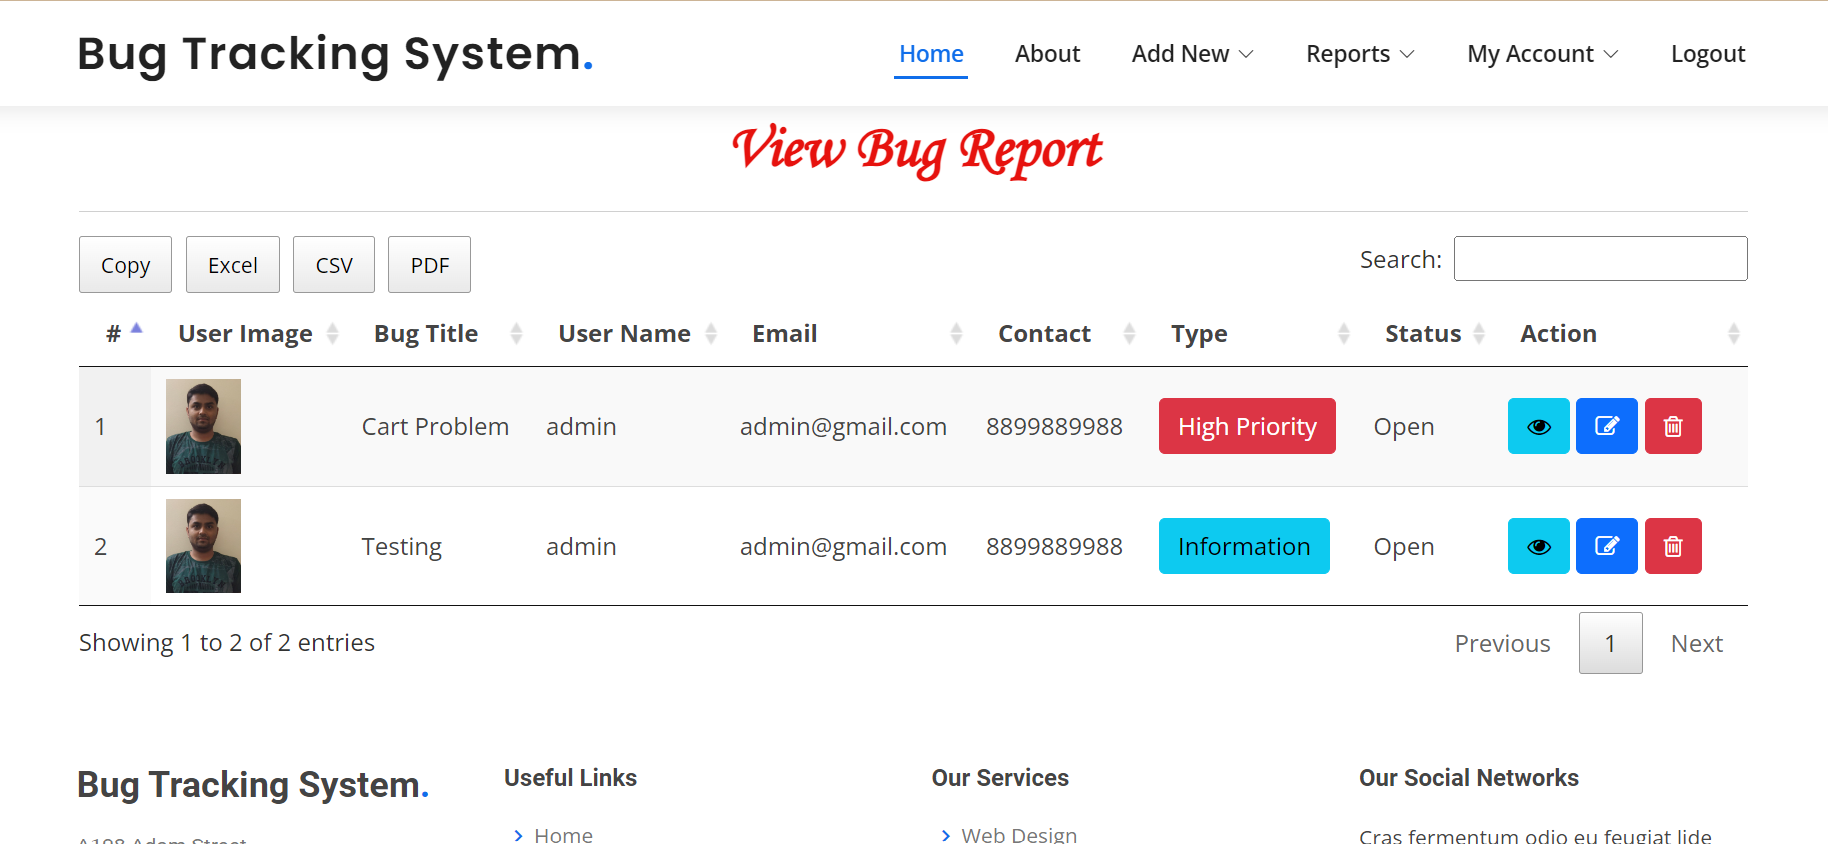 Bug Tracking System.
Home About Add New Reports My Account Logout
View Bug Report
Copy Excel CSV PDF Search:
# User Image Bug Title User Name Email Contact Type Status Action
1 Cart Problem admin admin@gmail.com 8899889988 High Priority Open
2 Testing admin admin@gmail.com 8899889988 Information Open
Showing 1 to 2 of 2 entries
Previous 1 Next
Bug Tracking System. Useful Links Our Services Our Social Networks
Home Web Design Cras fermentum odio eu feugiat lide